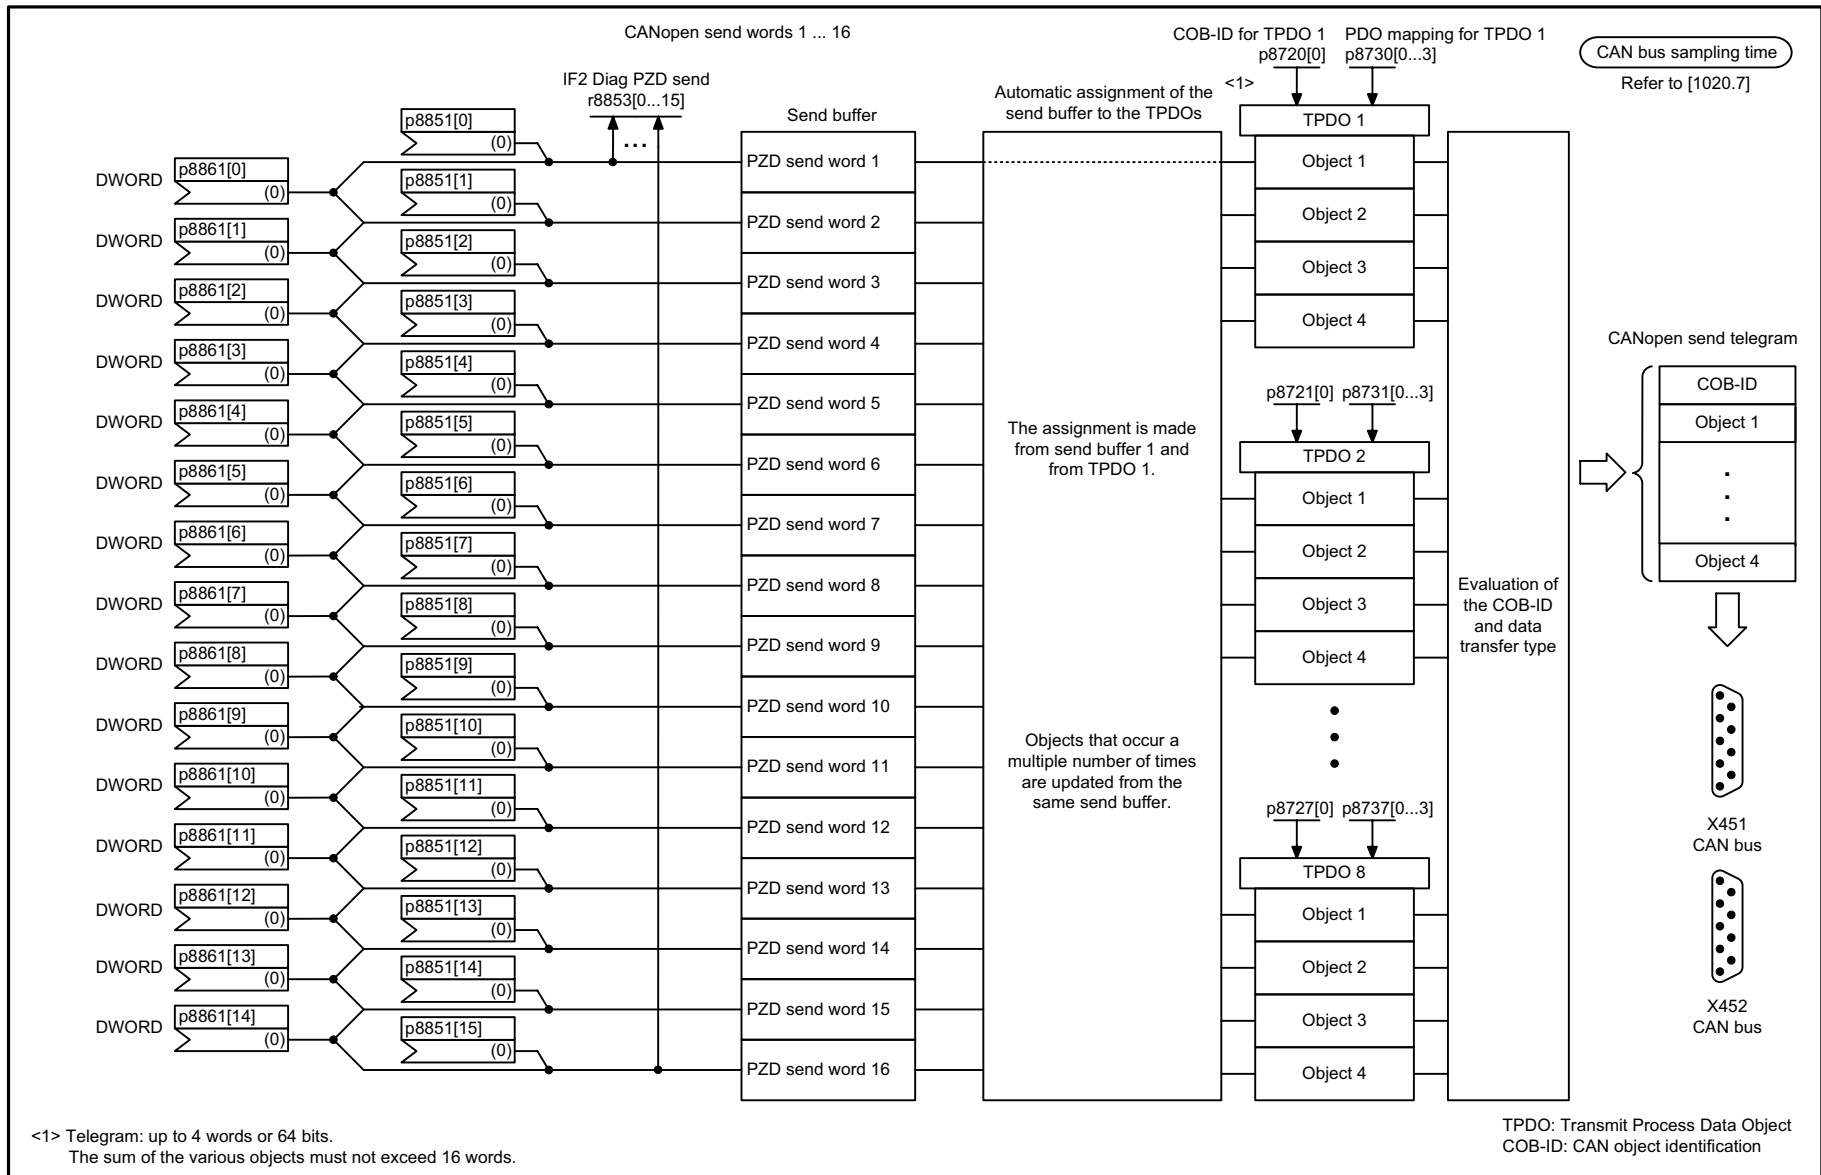 CANopen send words 1 ... 16
IF2 Diag PZD send
r8853[0...15]
...
DWORD p8861[0] (0)
DWORD p8861[1] (0)
DWORD p8861[2] (0)
DWORD p8861[3] (0)
DWORD p8861[4] (0)
DWORD p8861[5] (0)
DWORD p8861[6] (0)
DWORD p8861[7] (0)
DWORD p8861[8] (0)
DWORD p8861[9] (0)
DWORD p8861[10] (0)
DWORD p8861[11] (0)
DWORD p8861[12] (0)
DWORD p8861[13] (0)
DWORD p8861[14] (0)
p8851[0] (0)
p8851[1] (0)
p8851[2] (0)
p8851[3] (0)
p8851[4] (0)
p8851[5] (0)
p8851[6] (0)
p8851[7] (0)
p8851[8] (0)
p8851[9] (0)
p8851[10] (0)
p8851[11] (0)
p8851[12] (0)
p8851[13] (0)
p8851[14] (0)
p8851[15] (0)
Send buffer
PZD send word 1
PZD send word 2
PZD send word 3
PZD send word 4
PZD send word 5
PZD send word 6
PZD send word 7
PZD send word 8
PZD send word 9
PZD send word 10
PZD send word 11
PZD send word 12
PZD send word 13
PZD send word 14
PZD send word 15
PZD send word 16
Automatic assignment of the
send buffer to the TPDOs
The assignment is made
from send buffer 1 and
from TPDO 1.
Objects that occur a
multiple number of times
are updated from the
same send buffer.
COB-ID for TPDO 1
p8720[0]
PDO mapping for TPDO 1
p8730[0...3]
<1>
TPDO 1
Object 1
Object 2
Object 3
Object 4
p8721[0] p8731[0...3]
TPDO 2
Object 1
Object 2
Object 3
Object 4
p8727[0] p8737[0...3]
TPDO 8
Object 1
Object 2
Object 3
Object 4
Evaluation of
the COB-ID
and data
transfer type
CAN bus sampling time
Refer to [1020.7]
CANopen send telegram
COB-ID
Object 1
.
.
.
Object 4
X451
CAN bus
X452
CAN bus
<1> Telegram: up to 4 words or 64 bits.
The sum of the various objects must not exceed 16 words.
TPDO: Transmit Process Data Object
COB-ID: CAN object identification